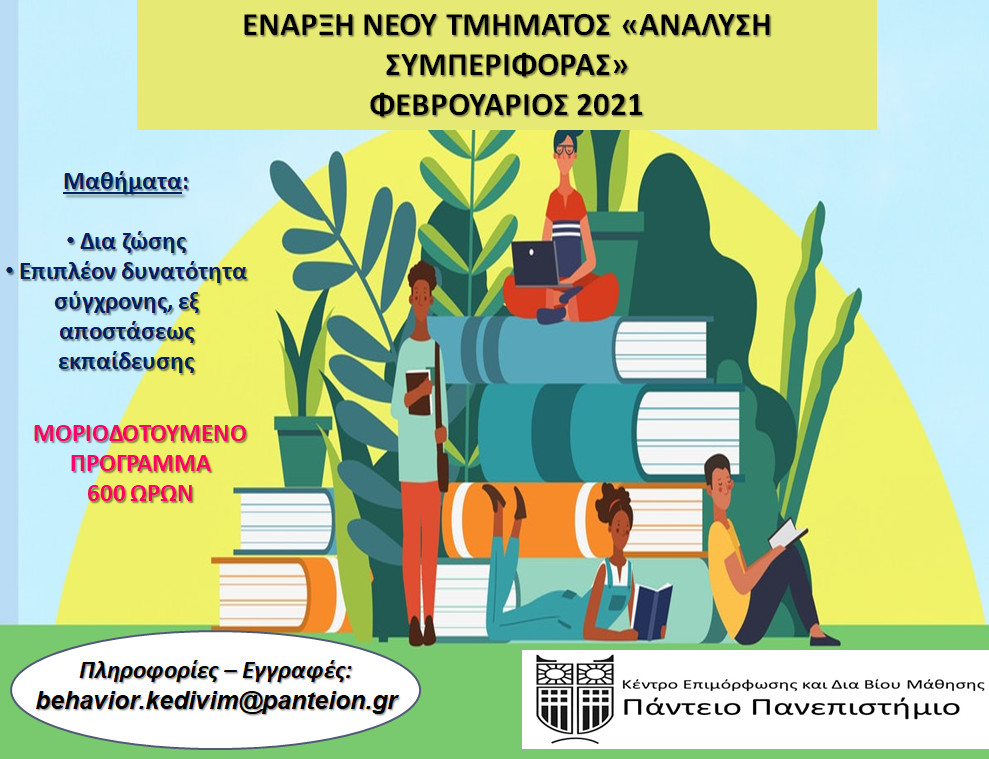 ΕΝΑΡΞΗ ΝΕΟΥ ΤΜΗΜΑΤΟΣ «ΑΝΑΛΥΣΗ
ΣΥΜΠΕΡΙΦΟΡΑΣ»
ΦΕΒΡΟΥΑΡΙΟΣ 2021
Μαθήματα:
• Δια ζώσης
• Επιπλέον δυνατότητα
σύγχρονης, εξ
αποστάσεως
εκπαίδευσης
ΜΟΡΙΟΔΟΤΟΥΜΕΝΟ
ΠΡΟΓΡΑΜΜΑ
600 ΩΡΩΝ
Πληροφορίες – Εγγραφές:
behavior.kedivim@panteion.gr
Κέντρο Επιμόρφωσης και Δια Βίου Μάθησης
Πάντειο Πανεπιστήμιο